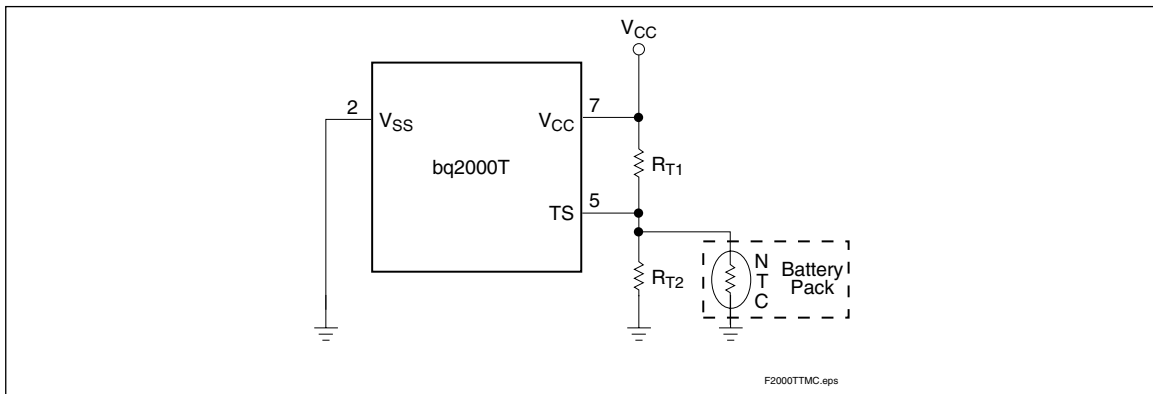 VCC
2
VSS
VCC
7
bq2000T
RT1
TS
5
RT2
N
T
C
Battery
Pack
F2000TTMC.eps